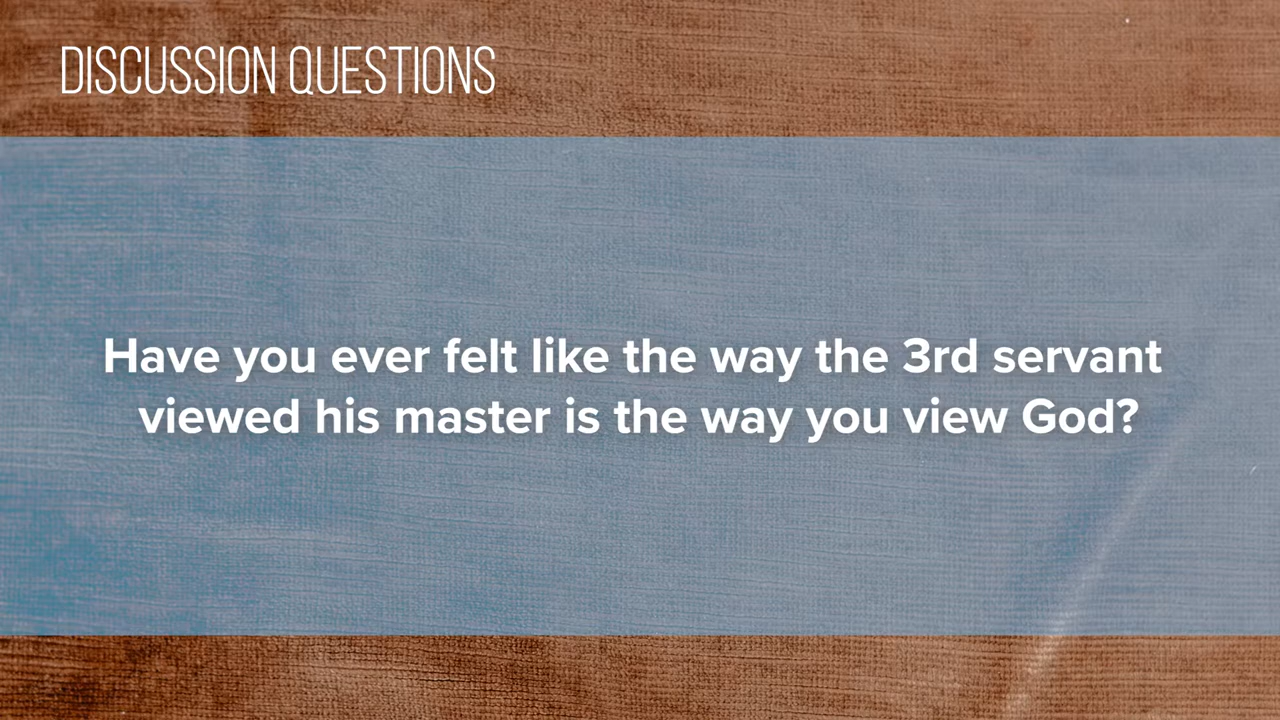 DISCUSSION QUESTIONS
Have you ever felt like the way the 3rd servant
viewed his master is the way you view God?